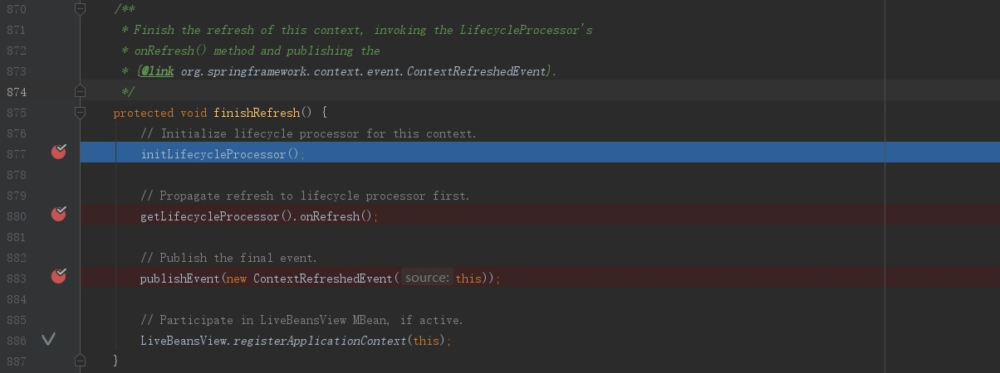 870 /**
871 * Finish the refresh of this context, invoking the LifecycleProcessor's
872 * onRefresh() method and publishing the
873 * {@link org.springframework.context.event.ContextRefreshedEvent}.
874 */
875 protected void finishRefresh() {
876 // Initialize lifecycle processor for this context.
877 initLifecycleProcessor();
878
879 // Propagate refresh to lifecycle processor first.
880 getLifecycleProcessor().onRefresh();
881
882 // Publish the final event.
883 publishEvent(new ContextRefreshedEvent( source: this));
884
885 // Participate in LiveBeansView MBean, if active.
886 LiveBeansView.registerApplicationContext(this);
887 }